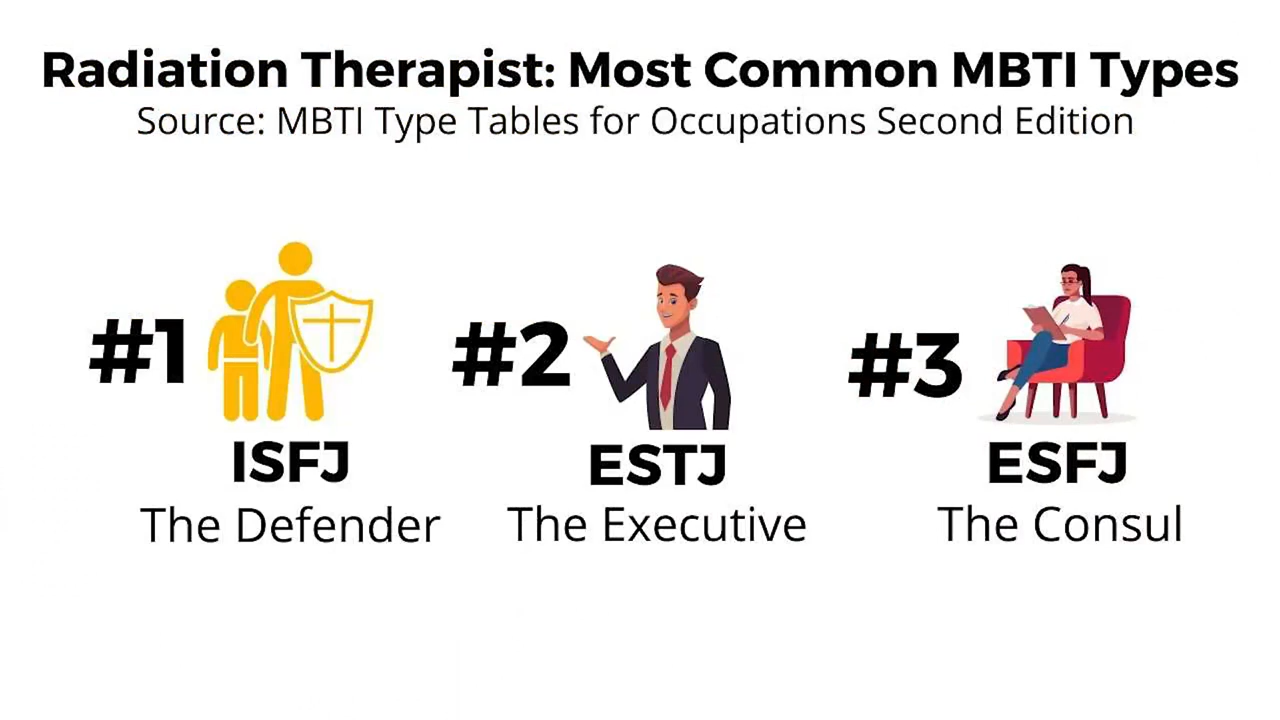 Radiation Therapist: Most Common MBTI Types
Source: MBTI Type Tables for Occupations Second Edition
#1
#2
#3
ISFJ
ESTJ
ESFJ
The Defender
The Executive
The Consul